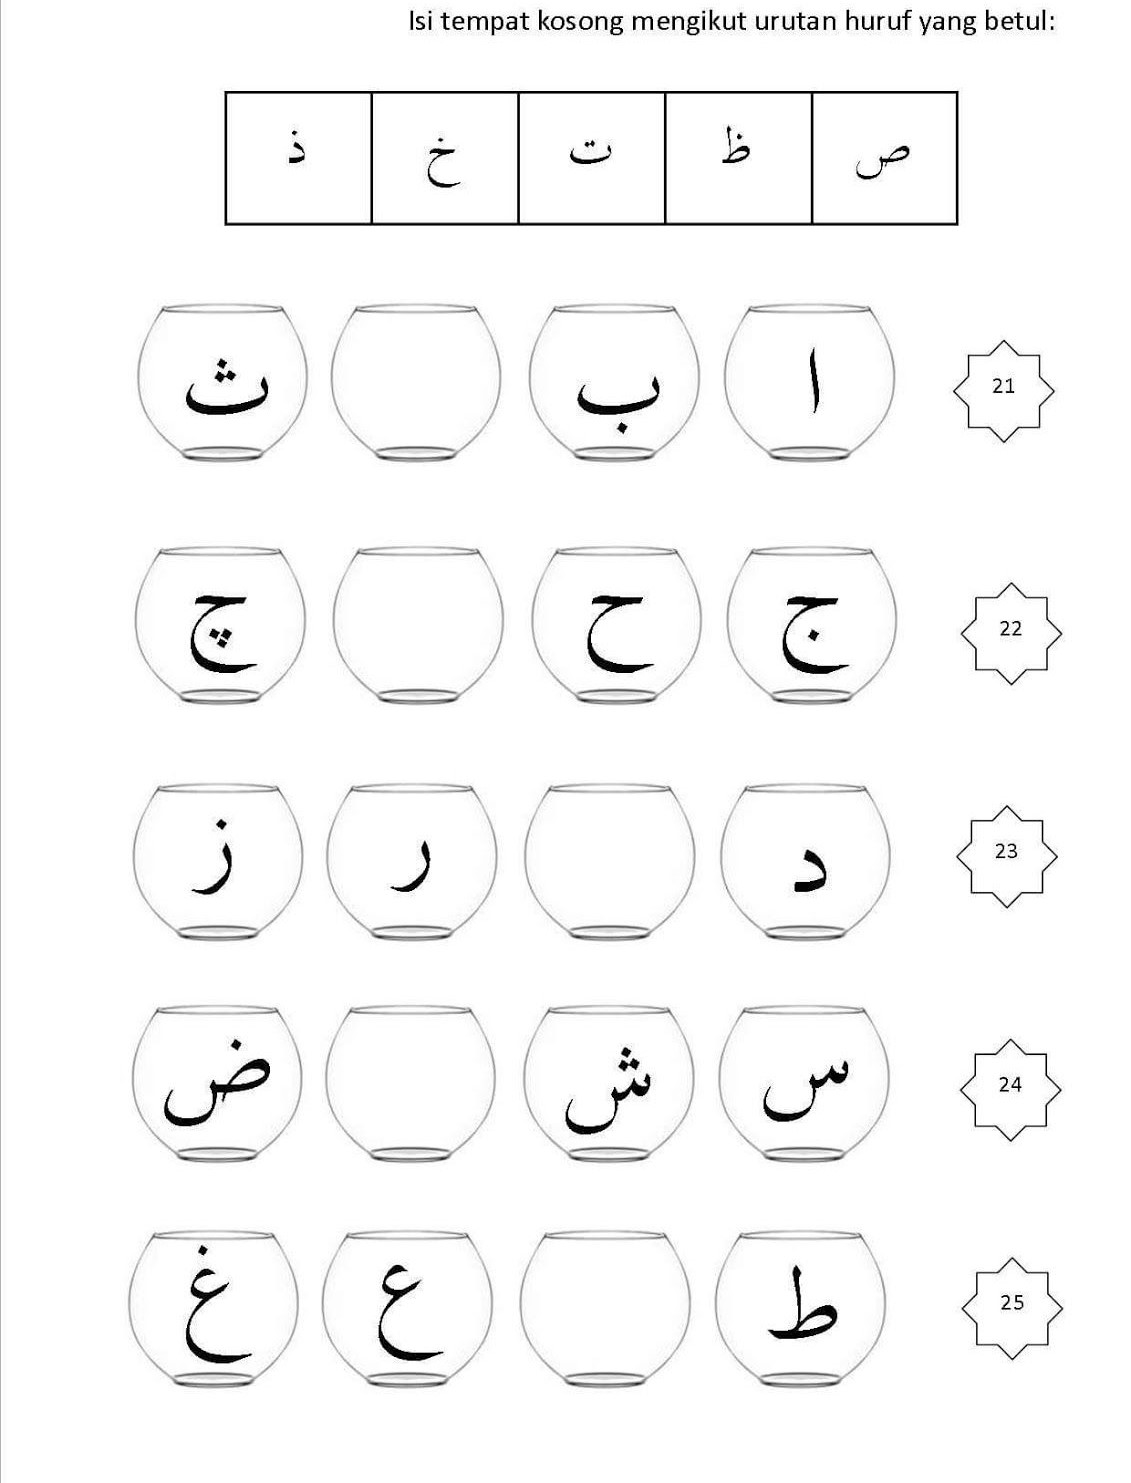 Isi tempat kosong mengikut urutan huruf yang betul:
ص ظ ت خ ذ
21 ا ب ث
22 ج ح چ
23 د ر ز
24 س ش ض
25 ط ع غ